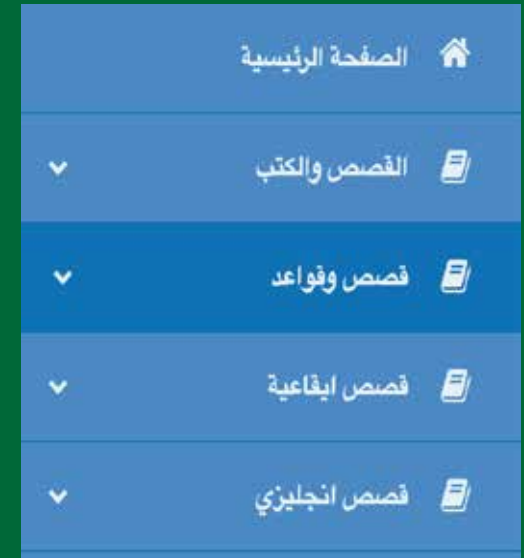 الصفحة الرئيسية
القصص والكتب
قصص وقواعد
قصص ايقاعية
قصص انجليزي